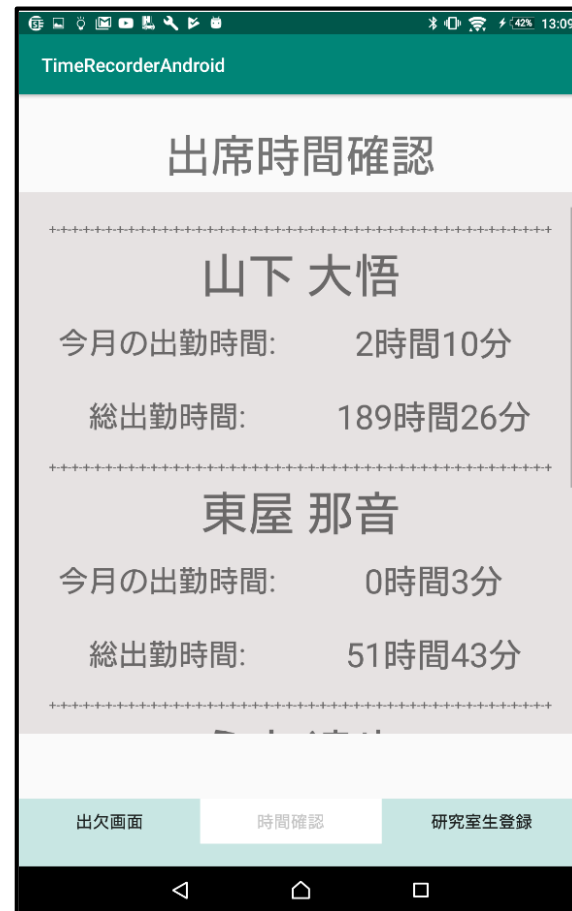 42% 13:09
TimeRecorderAndroid
出席時間確認
+-+-+-+-+-+-+-+-+-+-+-+-+-+-+-+-+-+-+-+-+-+-+-+-+-+-+-+-+-+
山下 大悟
今月の出勤時間: 2時間10分
総出勤時間: 189時間26分
+-+-+-+-+-+-+-+-+-+-+-+-+-+-+-+-+-+-+-+-+-+-+-+-+-+-+-+-+-+
東屋 那音
今月の出勤時間: 0時間3分
総出勤時間: 51時間43分
+-+-+-+-+-+-+-+-+-+-+-+-+-+-+-+-+-+-+-+-+-+-+-+-+-+-+-+-+-+
出欠画面 時間確認 研究室生登録